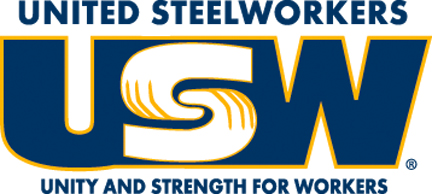 UNITED STEELWORKERS
USW®
UNITY AND STRENGTH FOR WORKERS